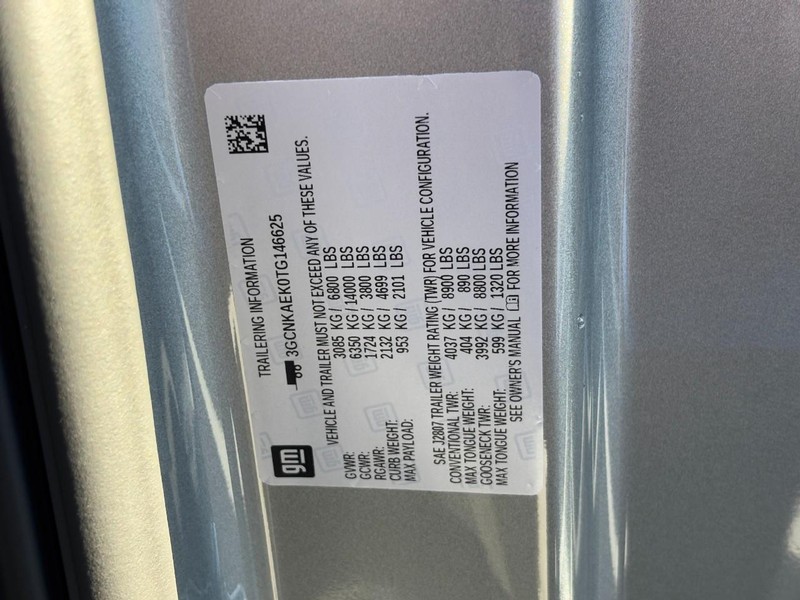 gm
TRAILERING INFORMATION
3GCNKAEK0TG146625
VEHICLE AND TRAILER MUST NOT EXCEED ANY OF THESE VALUES.
GVWR: 3085 KG / 6800 LBS
GCWR: 6350 KG / 14000 LBS
RGAWR: 1724 KG / 3800 LBS
CURB WEIGHT: 2132 KG / 4699 LBS
MAX PAYLOAD: 953 KG / 2101 LBS
SAE J2807 TRAILER WEIGHT RATING (TWR) FOR VEHICLE CONFIGURATION.
CONVENTIONAL TWR: 4037 KG / 8900 LBS
MAX TONGUE WEIGHT: 404 KG / 890 LBS
GOOSENECK TWR: 3992 KG / 8800 LBS
MAX TONGUE WEIGHT: 599 KG / 1320 LBS
SEE OWNER'S MANUAL FOR MORE INFORMATION